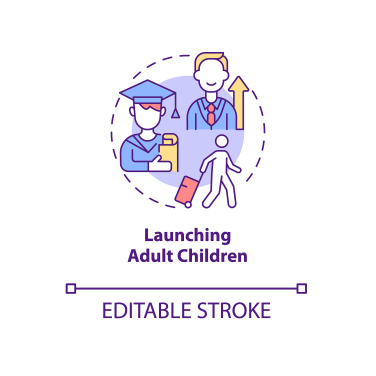 Launching
Adult Children
EDITABLE STROKE